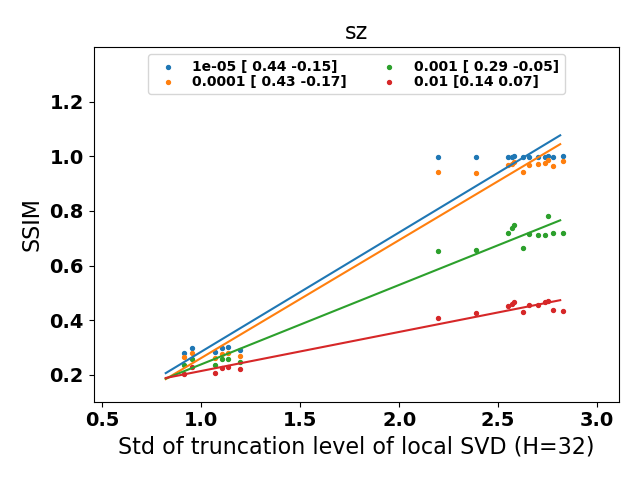 sz
1e-05 [ 0.44 -0.15]
0.0001 [ 0.43 -0.17]
0.001 [ 0.29 -0.05]
0.01 [0.14 0.07]
SSIM
1.2
1.0
0.8
0.6
0.4
0.2
0.5 1.0 1.5 2.0 2.5 3.0
Std of truncation level of local SVD (H=32)